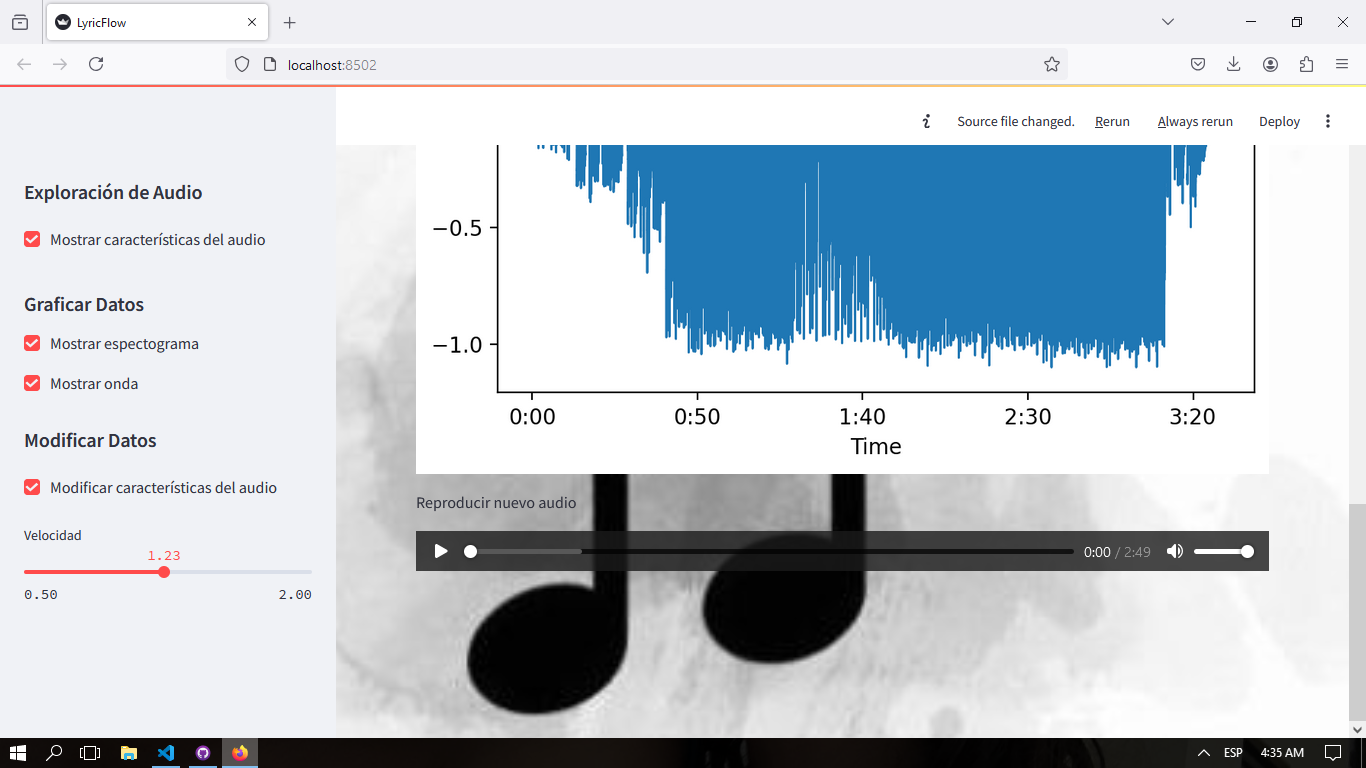 LyricFlow
localhost:8502
Source file changed. Rerun Always rerun Deploy
Exploración de Audio
Mostrar características del audio
Graficar Datos
Mostrar espectograma
Mostrar onda
Modificar Datos
Modificar características del audio
Velocidad
1.23
0.50 2.00
−0.5
−1.0
0:00 0:50 1:40 2:30 3:20
Time
Reproducir nuevo audio
0:00 / 2:49
ESP 4:35 AM